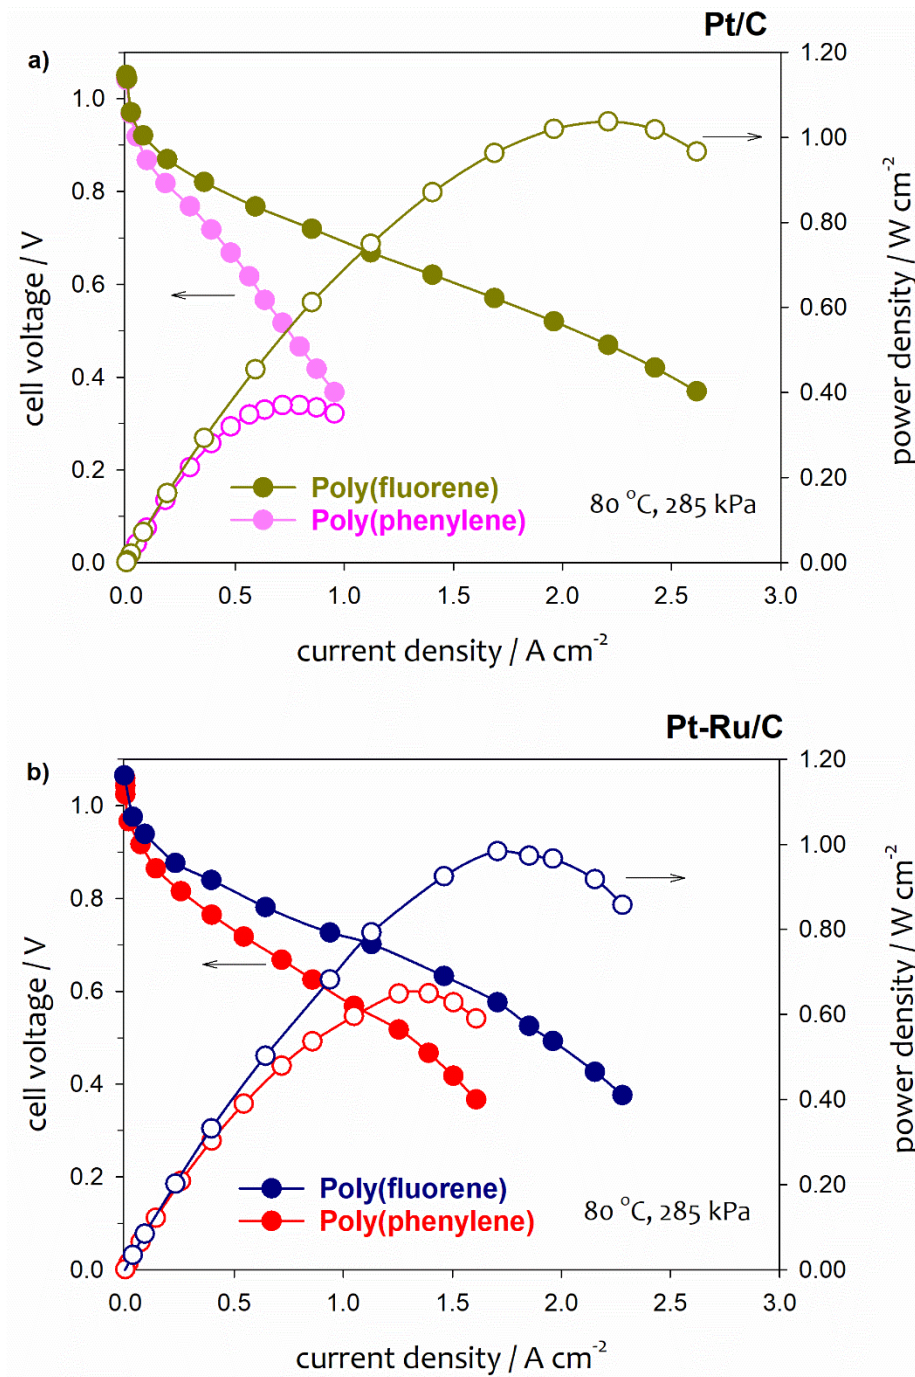 Pt/C
a)
1.20
1.0
1.00
0.8
0.80
0.6
0.60
0.4
0.40
0.2
0.20
0.0
0.00
cell voltage / V
power density / W cm-2
Poly(fluorene)
Poly(phenylene)
80 oC, 285 kPa
0.0 0.5 1.0 1.5 2.0 2.5 3.0
current density / A cm-2
Pt-Ru/C
b)
1.20
1.0
1.00
0.8
0.80
0.6
0.60
0.4
0.40
0.2
0.20
0.0
0.00
cell voltage / V
power density / W cm-2
Poly(fluorene)
Poly(phenylene)
80 oC, 285 kPa
0.0 0.5 1.0 1.5 2.0 2.5 3.0
current density / A cm-2